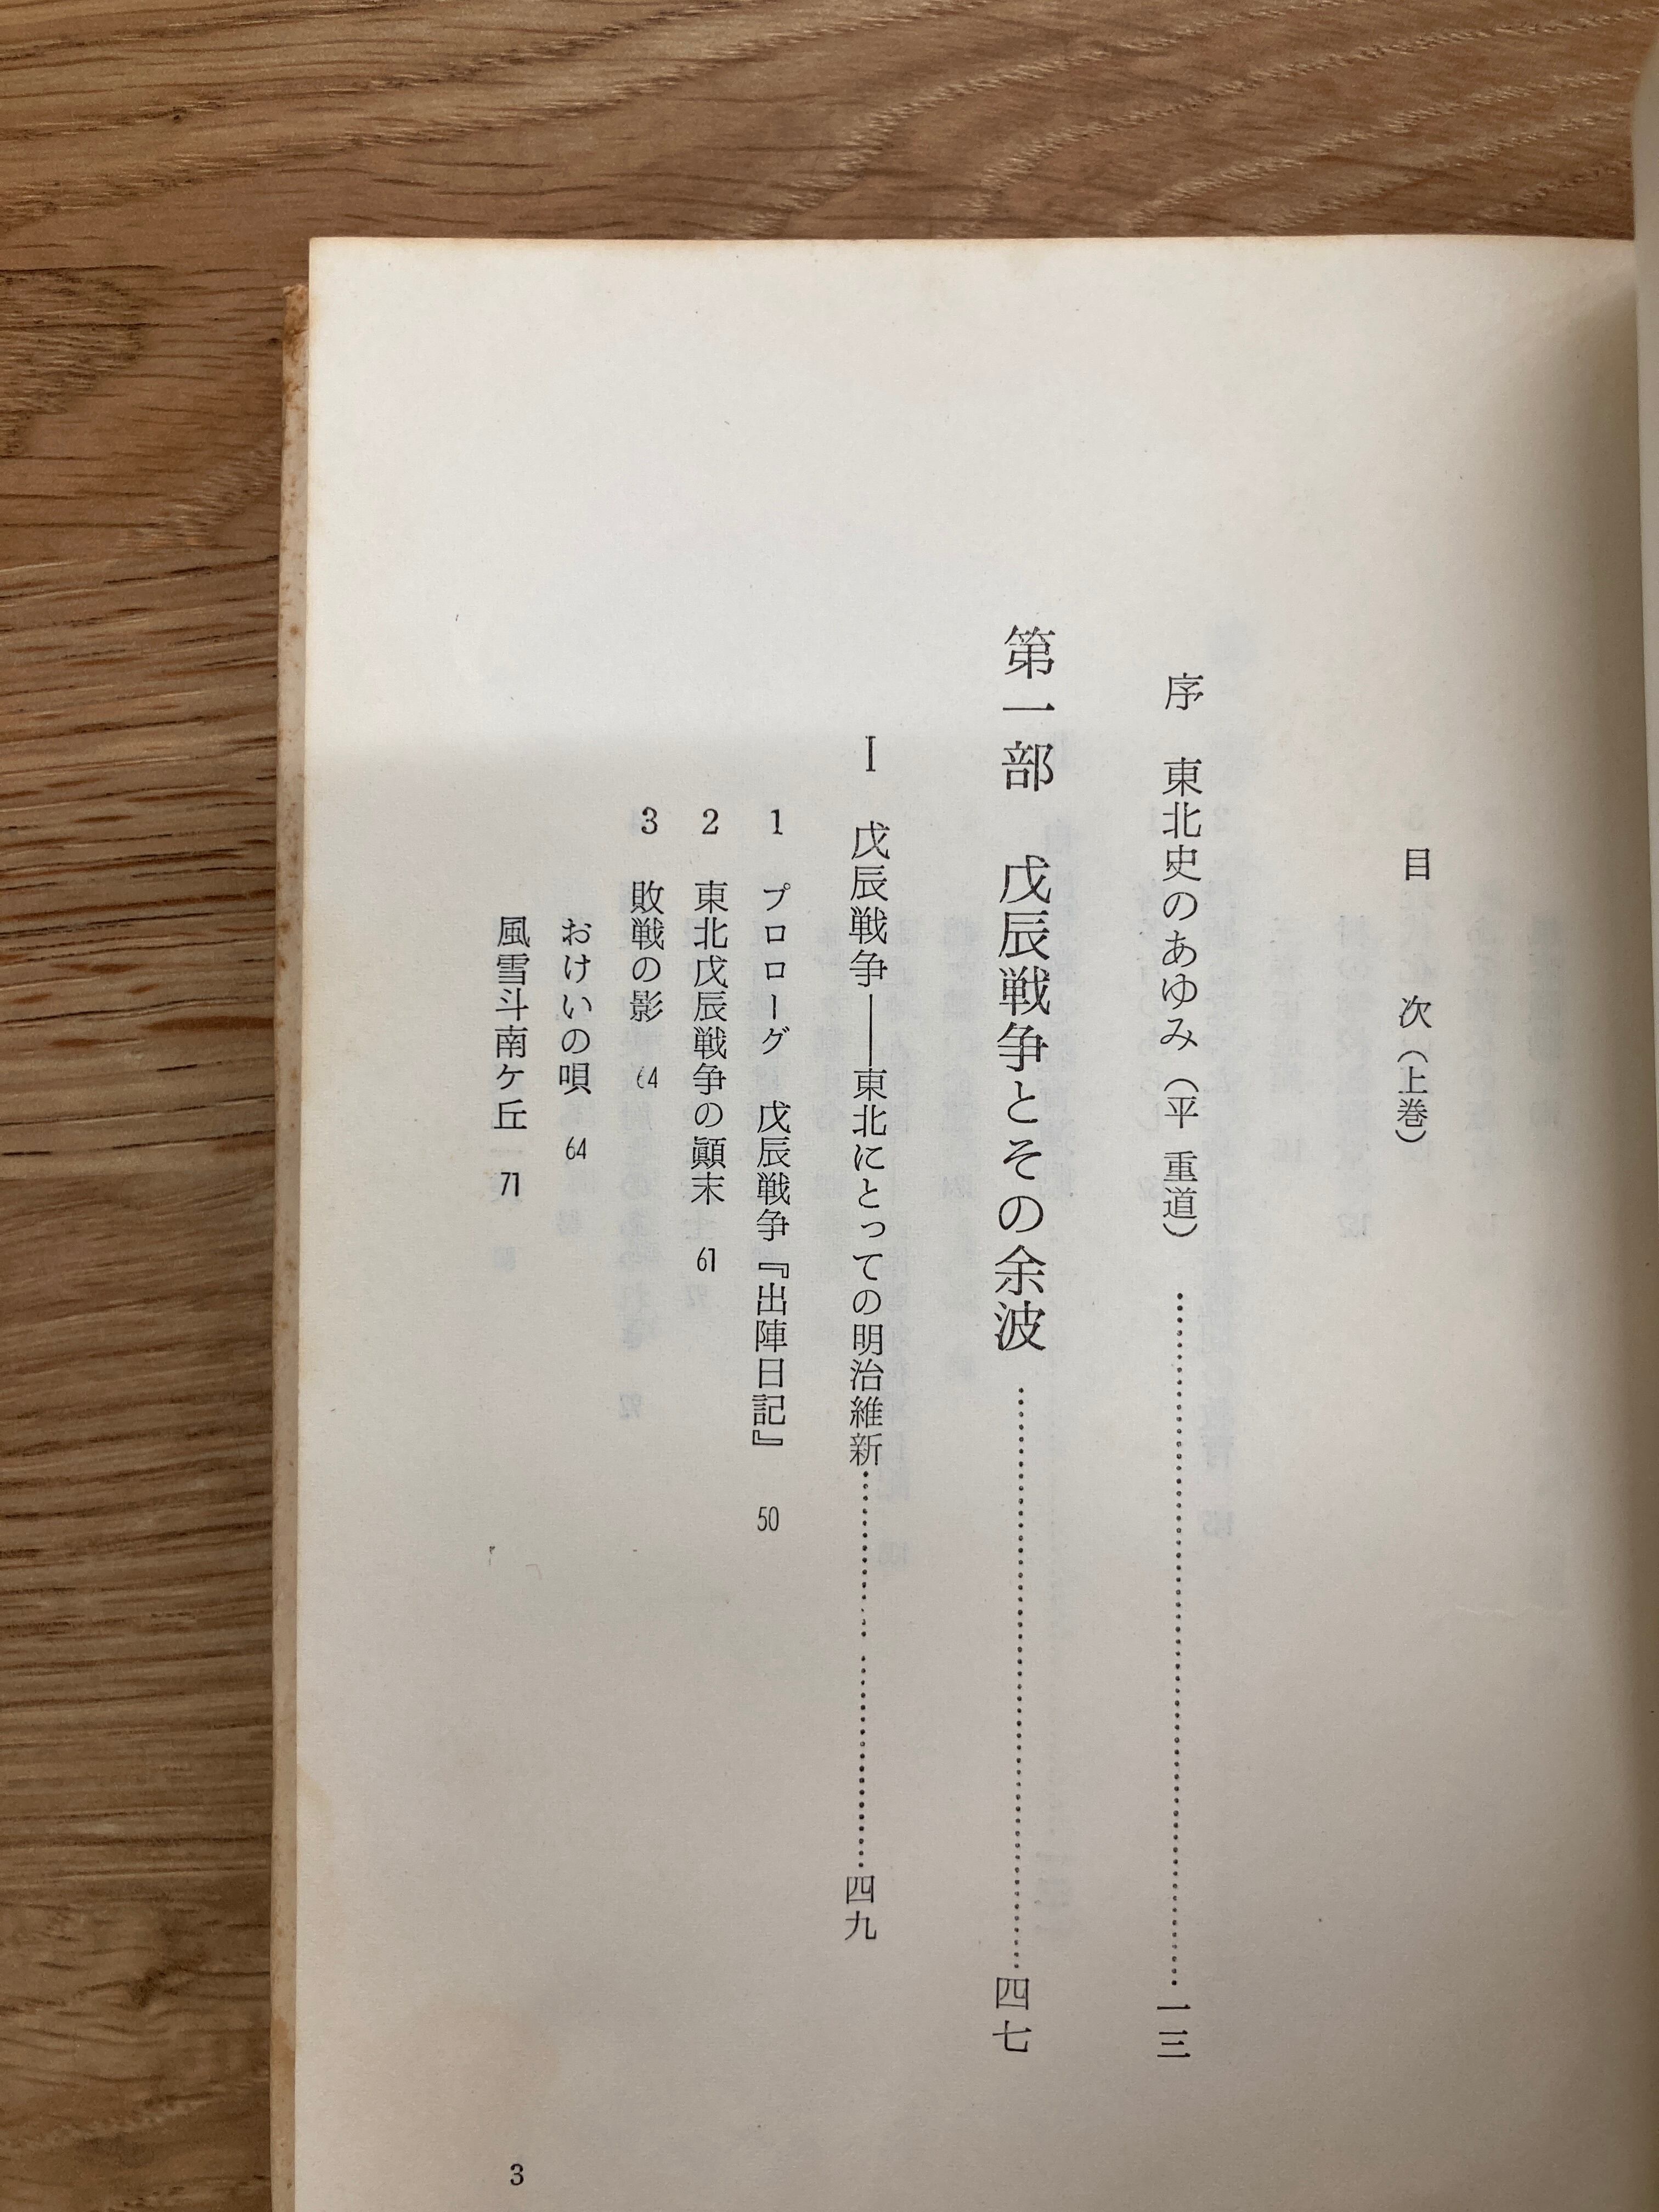 目　次（上巻）
序　東北史のあゆみ（平 重道）……………………一三
第一部　戊辰戦争とその余波……………………四七
Ⅰ　戊辰戦争――東北にとっての明治維新……………………四九
1　プロローグ　戊辰戦争『出陣日記』　50
2　東北戊辰戦争の顚末　61
3　敗戦の影　64
おけいの唄　64
風雪斗南ケ丘　71
3